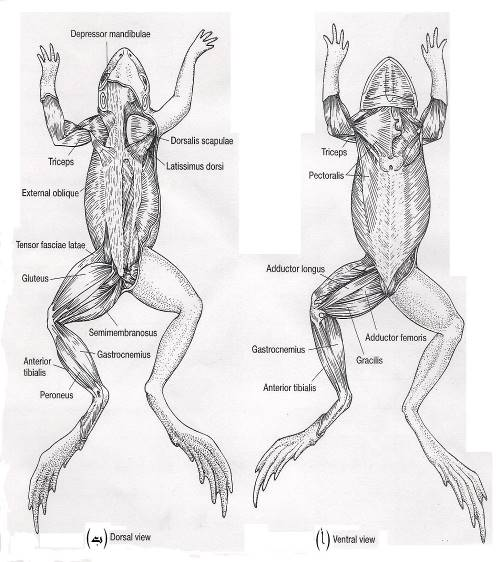 Depressor mandibulae
Dorsalis scapulae
Triceps
Latissimus dorsi
External oblique
Tensor fasciae latae
Gluteus
Semimembranosus
Gastrocnemius
Anterior
tibialis
Peroneus
(ب) Dorsal view
Triceps
Pectoralis
Adductor longus
Adductor femoris
Gastrocnemius
Gracilis
Anterior tibialis
(أ) Ventral view